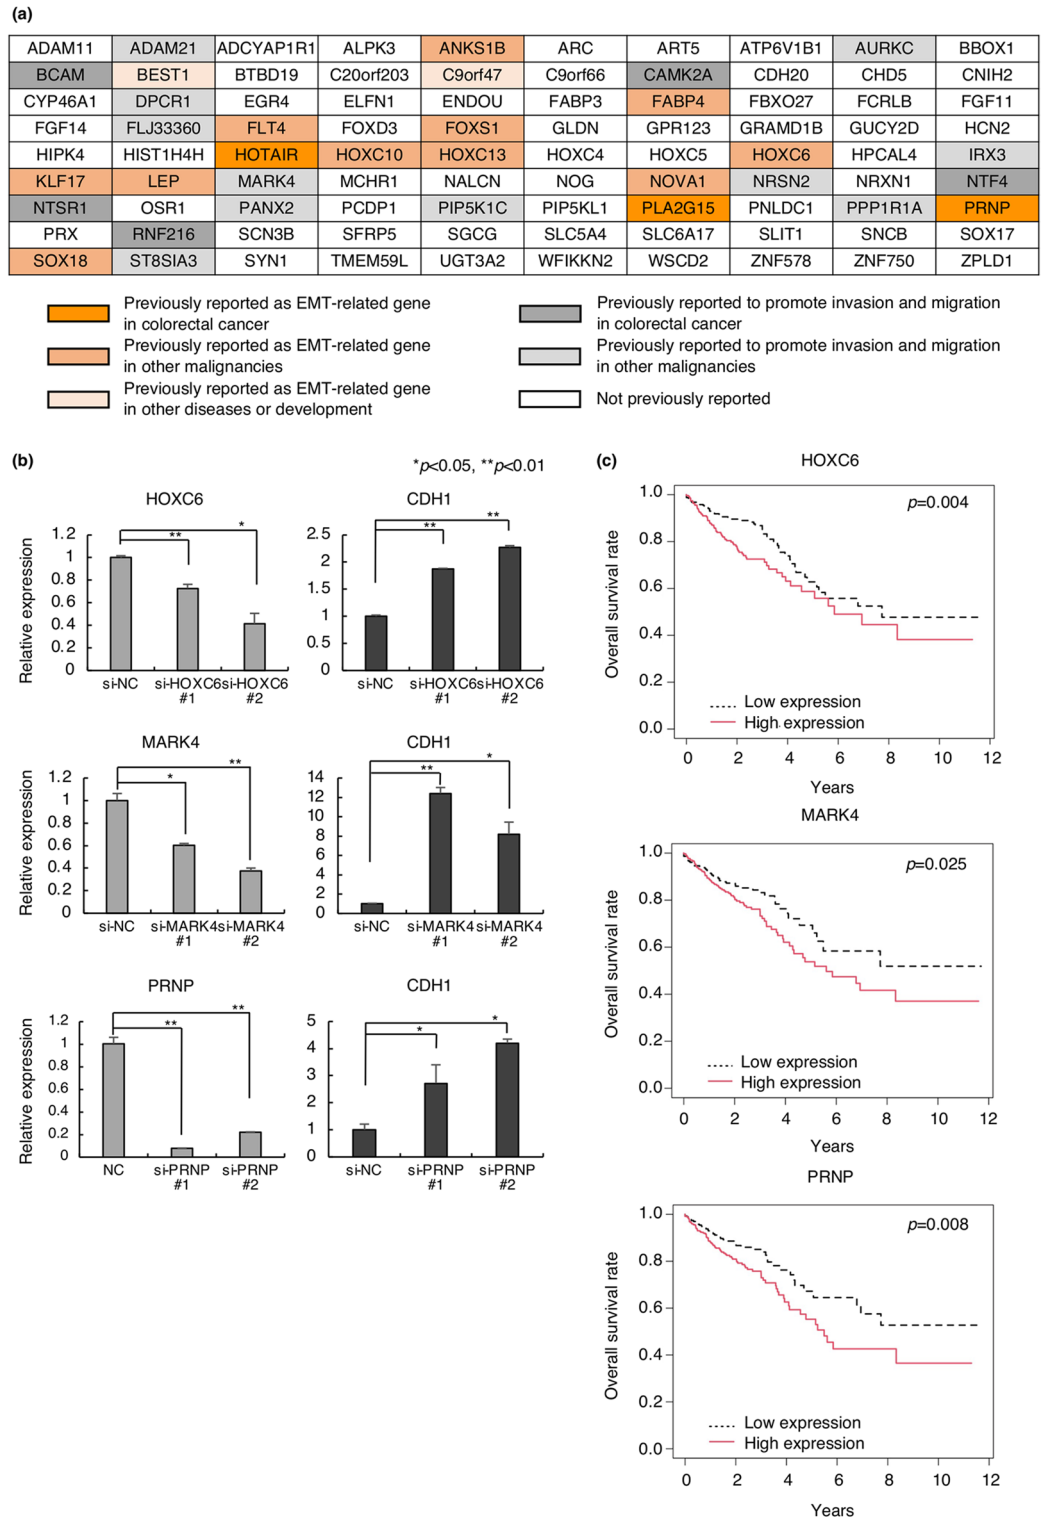 (a)
ADAM11 ADAM21 ADCYAP1R1 ALPK3 ANKS1B ARC ART5 ATP6V1B1 AURKC BBOX1
BCAM BEST1 BTBD19 C20orf203 C9orf47 C9orf66 CAMK2A CDH20 CHD5 CNIH2
CYP46A1 DPCR1 EGR4 ELFN1 ENDOU FABP3 FABP4 FBXO27 FCRLB FGF11
FGF14 FLJ33360 FLT4 FOXD3 FOXS1 GLDN GPR123 GRAMD1B GUCY2D HCN2
HIPK4 HIST1H4H HOTAIR HOXC10 HOXC13 HOXC4 HOXC5 HOXC6 HPCAL4 IRX3
KLF17 LEP MARK4 MCHR1 NALCN NOG NOVA1 NRSN2 NRXN1 NTF4
NTSR1 OSR1 PANX2 PCDP1 PIP5K1C PIP5KL1 PLA2G15 PNLDC1 PPP1R1A PRNP
PRX RNF216 SCN3B SFRP5 SGCG SLC5A4 SLC6A17 SLIT1 SNCB SOX17
SOX18 ST8SIA3 SYN1 TMEM59L UGT3A2 WFIKKN2 WSCD2 ZNF578 ZNF750 ZPLD1
Previously reported as EMT-related gene
in colorectal cancer
Previously reported as EMT-related gene
in other malignancies
Previously reported as EMT-related gene
in other diseases or development
Previously reported to promote invasion and migration
in colorectal cancer
Previously reported to promote invasion and migration
in other malignancies
Not previously reported
(b)
*p<0.05, **p<0.01
HOXC6
Relative expression
1.2
1
0.8
0.6
0.4
0.2
0
** *
si-NC si-HOXC6 si-HOXC6
#1 #2
CDH1
2.5
2
1.5
1
0.5
0
** **
si-NC si-HOXC6 si-HOXC6
#1 #2
MARK4
Relative expression
1.2
1
0.8
0.6
0.4
0.2
0
* **
si-NC si-MARK4 si-MARK4
#1 #2
CDH1
14
12
10
8
6
4
2
0
** *
si-NC si-MARK4 si-MARK4
#1 #2
PRNP
Relative expression
1.2
1
0.8
0.6
0.4
0.2
0
** **
NC si-PRNP si-PRNP
#1 #2
CDH1
5
4
3
2
1
0
* *
si-NC si-PRNP si-PRNP
#1 #2
(c)
HOXC6
p=0.004
Overall survival rate
1.0
0.8
0.6
0.4
0.2
0.0
Low expression
High expression
0 2 4 6 8 10 12
Years
MARK4
p=0.025
Overall survival rate
1.0
0.8
0.6
0.4
0.2
0.0
Low expression
High expression
0 2 4 6 8 10 12
Years
PRNP
p=0.008
Overall survival rate
1.0
0.8
0.6
0.4
0.2
0.0
Low expression
High expression
0 2 4 6 8 10 12
Years